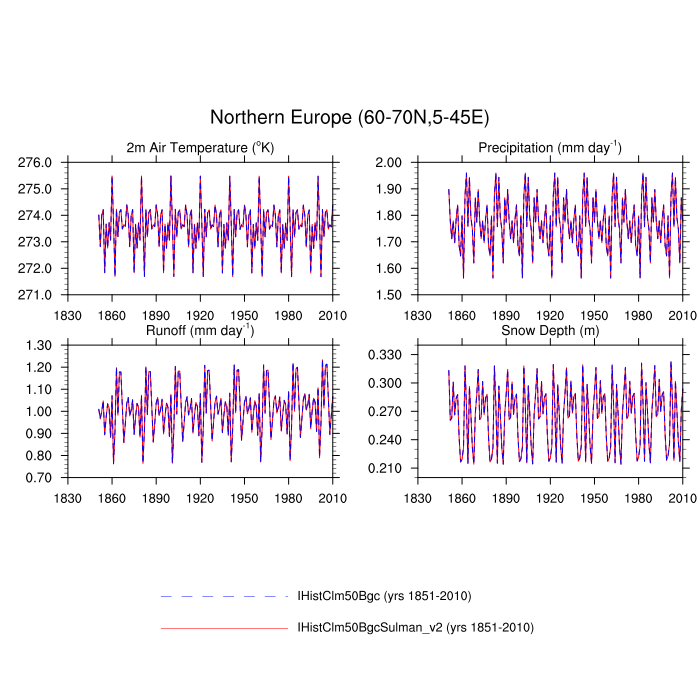 Northern Europe (60-70N,5-45E)
2m Air Temperature (°K)
276.0
275.0
274.0
273.0
272.0
271.0
1830 1860 1890 1920 1950 1980 2010
Precipitation (mm day-1)
2.00
1.90
1.80
1.70
1.60
1.50
1830 1860 1890 1920 1950 1980 2010
Runoff (mm day-1)
1.30
1.20
1.10
1.00
0.90
0.80
0.70
1830 1860 1890 1920 1950 1980 2010
Snow Depth (m)
0.330
0.300
0.270
0.240
0.210
1830 1860 1890 1920 1950 1980 2010
IHistClm50Bgc (yrs 1851-2010)
IHistClm50BgcSulman_v2 (yrs 1851-2010)